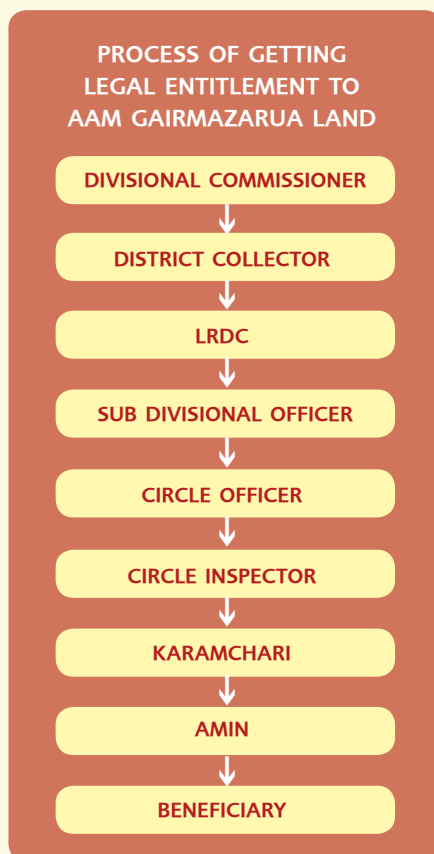 PROCESS OF GETTING
LEGAL ENTITLEMENT TO
AAM GAIRMAZARUA LAND
DIVISIONAL COMMISSIONER
DISTRICT COLLECTOR
LRDC
SUB DIVISIONAL OFFICER
CIRCLE OFFICER
CIRCLE INSPECTOR
KARAMCHARI
AMIN
BENEFICIARY